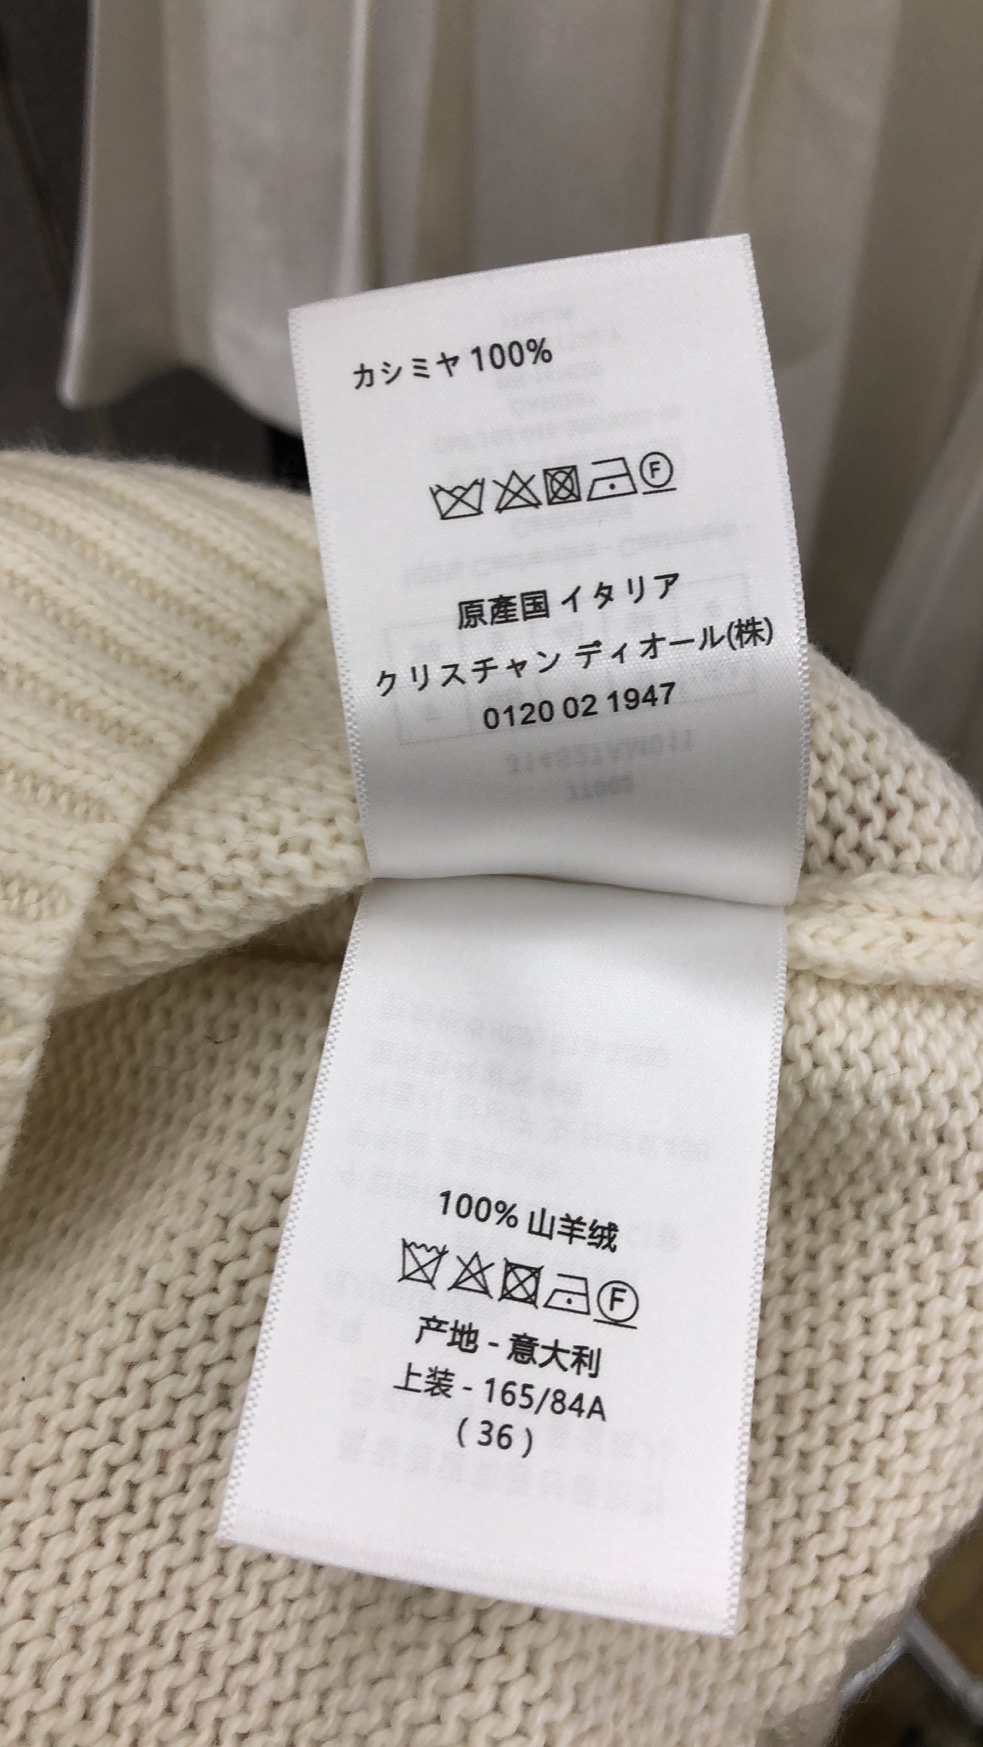 カシミヤ 100%
F
原産国 イタリア
クリスチャン ディオール(株)
0120 02 1947
100% 山羊绒
F
产地 - 意大利
上装 - 165/84A
( 36 )